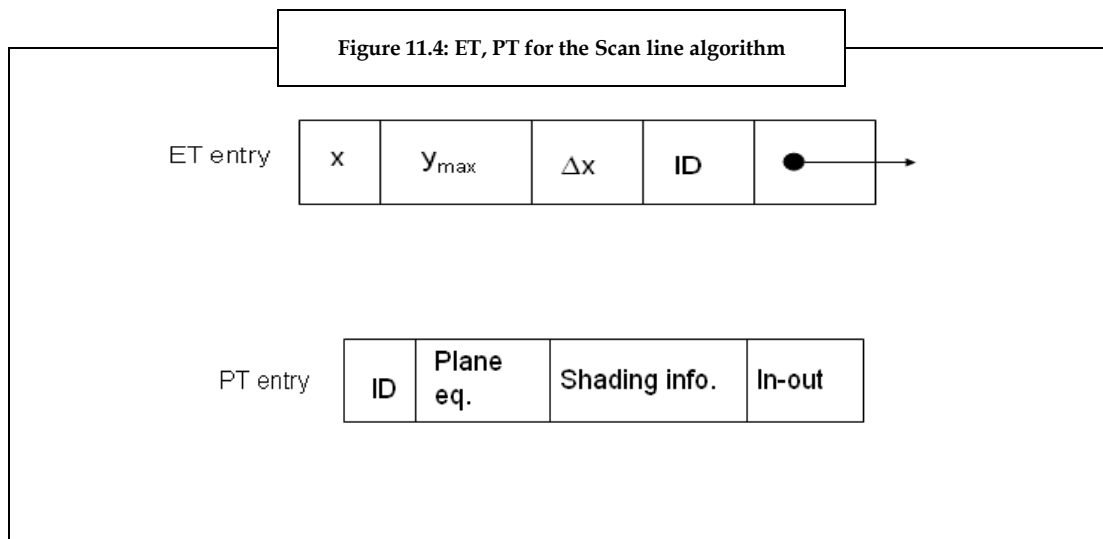 Figure 11.4: ET, PT for the Scan line algorithm
ET entry x ymax Δx ID
PT entry ID Plane eq. Shading info. In-out